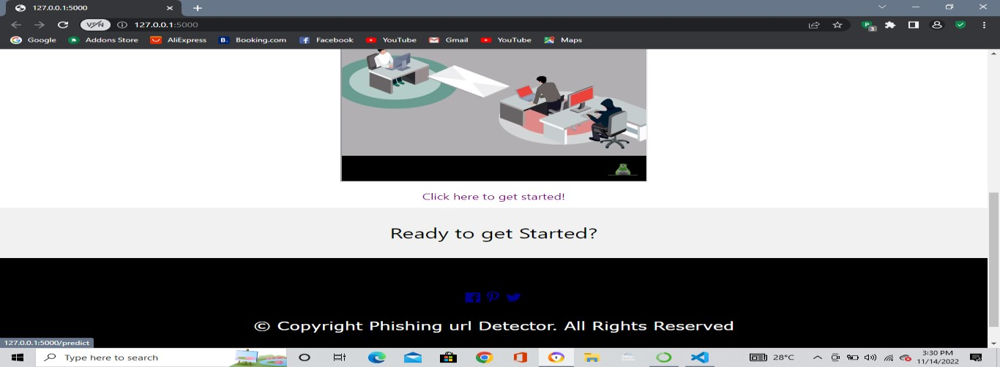 127.0.0.1:5000
VPN 127.0.0.1:5000
Google Addons Store AliExpress B. Booking.com Facebook YouTube Gmail YouTube Maps
Click here to get started!
Ready to get Started?
© Copyright Phishing url Detector. All Rights Reserved
127.0.0.1:5000/predict
Type here to search
28°C
3:30 PM
11/14/2022